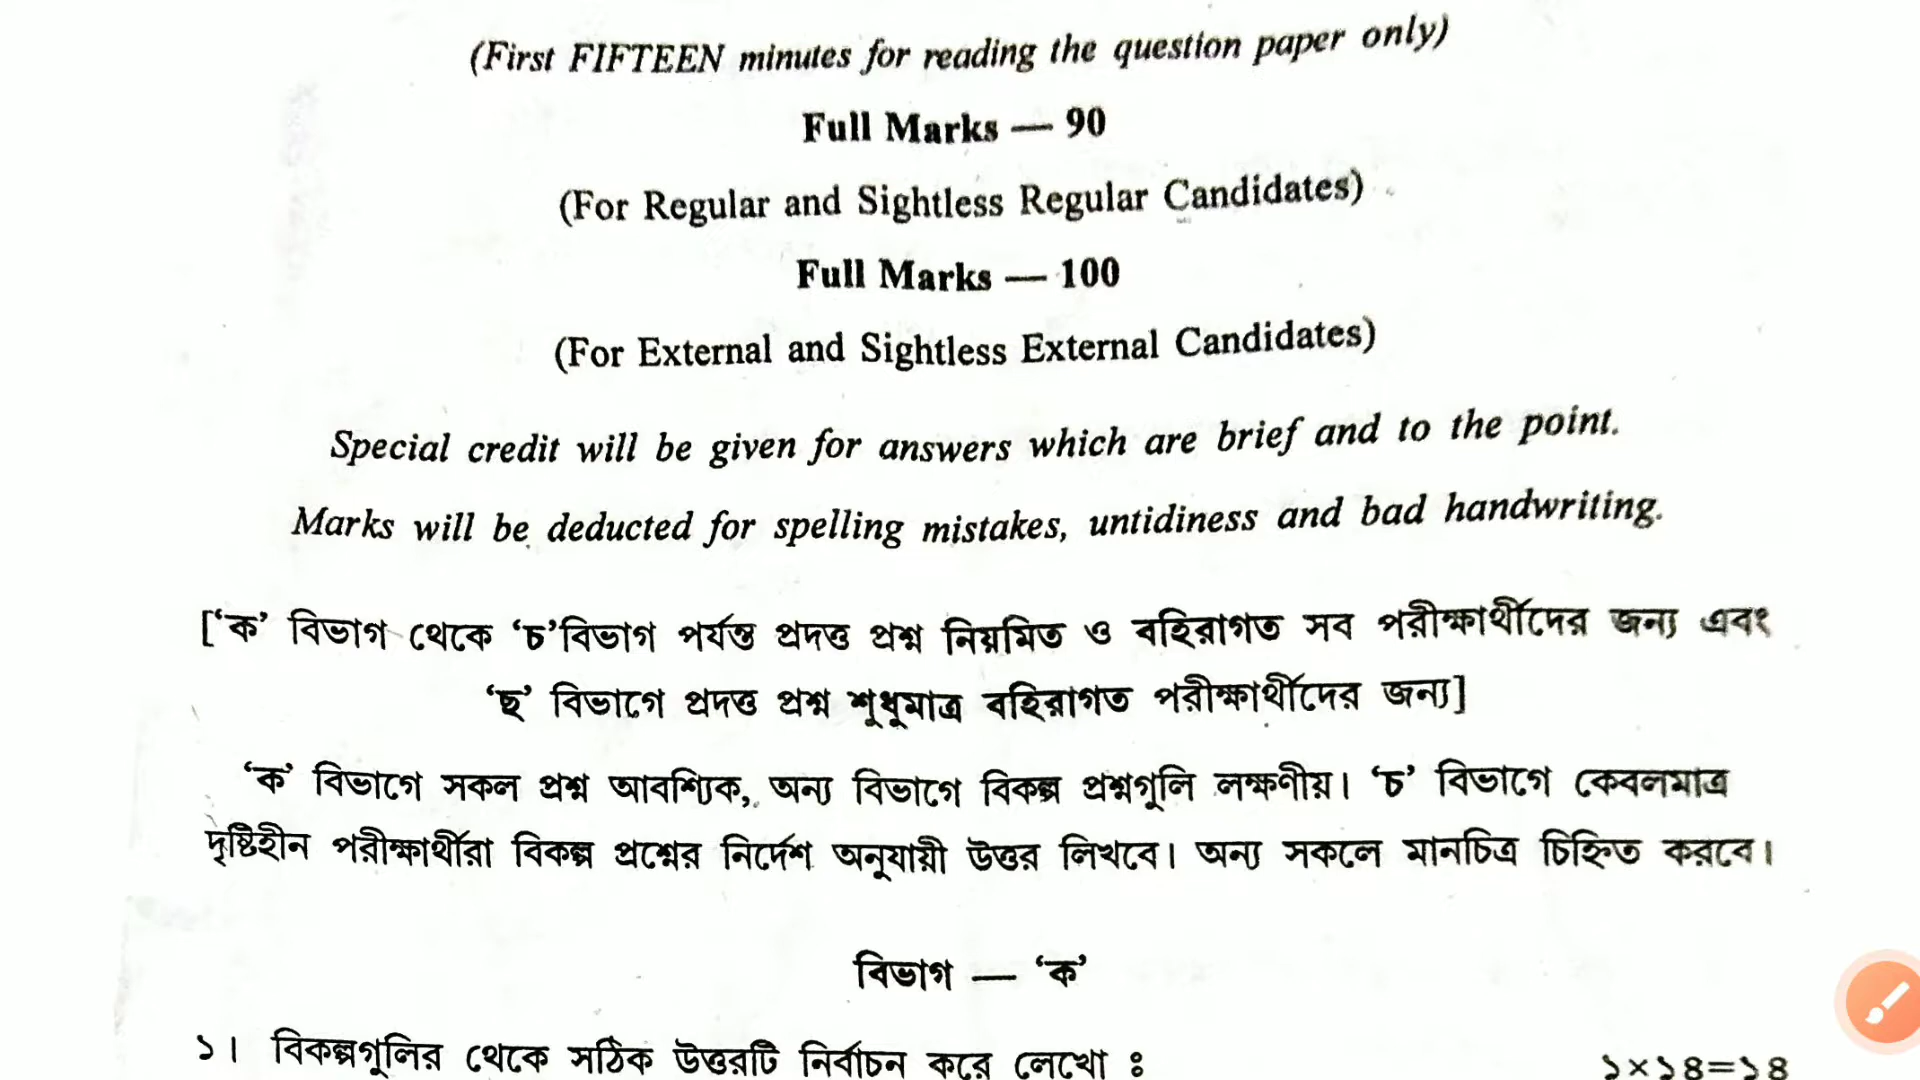 (First FIFTEEN minutes for reading the question paper only)
Full Marks — 90
(For Regular and Sightless Regular Candidates)
Full Marks — 100
(For External and Sightless External Candidates)
Special credit will be given for answers which are brief and to the point.
Marks will be deducted for spelling mistakes, untidiness and bad handwriting.
[‘ক’ বিভাগ থেকে ‘চ’বিভাগ পর্যন্ত প্রদত্ত প্রশ্ন নিয়মিত ও বহিরাগত সব পরীক্ষার্থীদের জন্য এবং
‘ছ’ বিভাগে প্রদত্ত প্রশ্ন শুধুমাত্র বহিরাগত পরীক্ষার্থীদের জন্য]
‘ক’ বিভাগে সকল প্রশ্ন আবশ্যিক, অন্য বিভাগে বিকল্প প্রশ্নগুলি লক্ষণীয়। ‘চ’ বিভাগে কেবলমাত্র
দৃষ্টিহীন পরীক্ষার্থীরা বিকল্প প্রশ্নের নির্দেশ অনুযায়ী উত্তর লিখবে। অন্য সকলে মানচিত্র চিহ্নিত করবে।
বিভাগ — ‘ক’
১। বিকল্পগুলির থেকে সঠিক উত্তরটি নির্বাচন করে লেখো ঃ ১×১৪=১৪